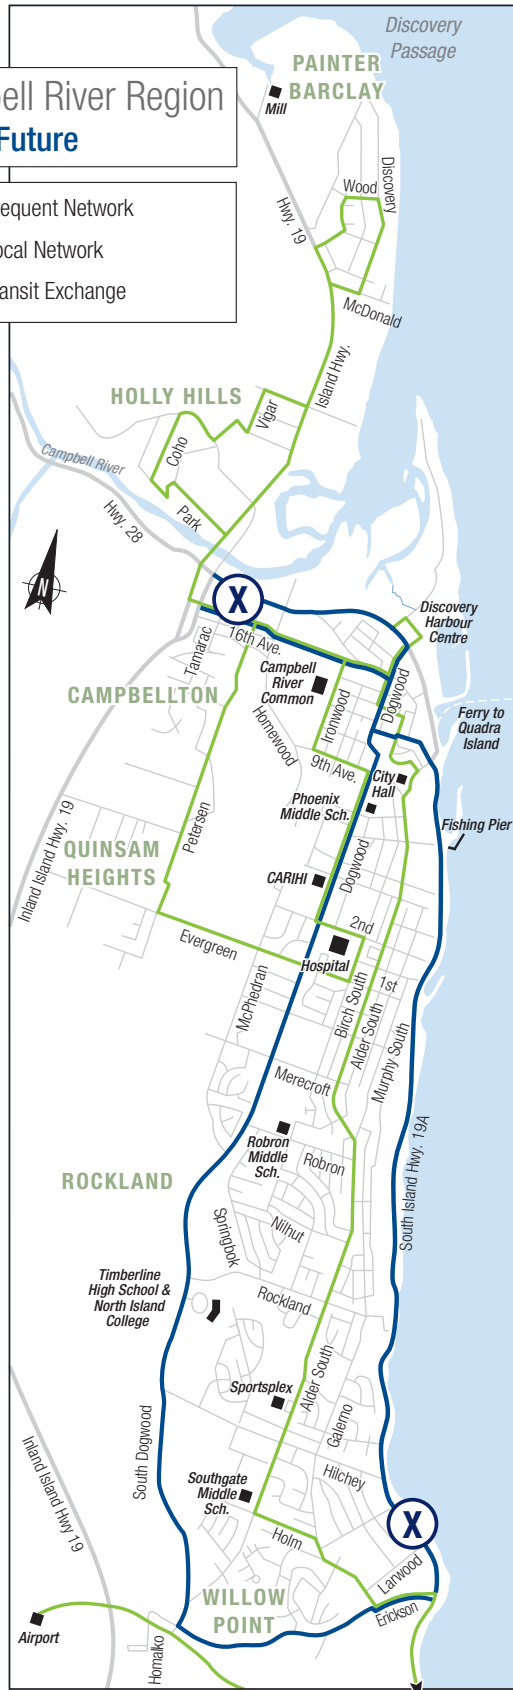 Discovery
Passage
PAINTER
BARCLAY
Mill
ell River Region
Future
equent Network
ocal Network
ansit Exchange
Hwy. 19
Wood
Discovery
McDonald
Island Hwy.
HOLLY HILLS
Vigar
Coho
Campbell River
Park
Hwy. 28
N
X
Discovery
Harbour
Centre
16th Ave.
Tamarac
Campbell
River
Common
Ironwood
Dogwood
CAMPBELLTON
Homewood
Ferry to
Quadra
Island
9th Ave.
City
Hall
Phoenix
Middle Sch.
Petersen
Inland Island Hwy. 19
Fishing Pier
QUINSAM
HEIGHTS
CARIHI
Dogwood
2nd
Evergreen
Hospital
1st
McPhedran
Birch South
Alder South
Murphy South
Merecroft
Robron
Middle
Sch.
Robron
South Island Hwy. 19A
ROCKLAND
Springbok
Nilhut
Timberline
High School &
North Island
College
Rockland
Sportsplex
Alder South
Galerno
South Dogwood
Inland Island Hwy 19
Hilchey
Southgate
Middle
Sch.
X
Holm
Larwood
WILLOW
POINT
Erickson
Airport
Homalko